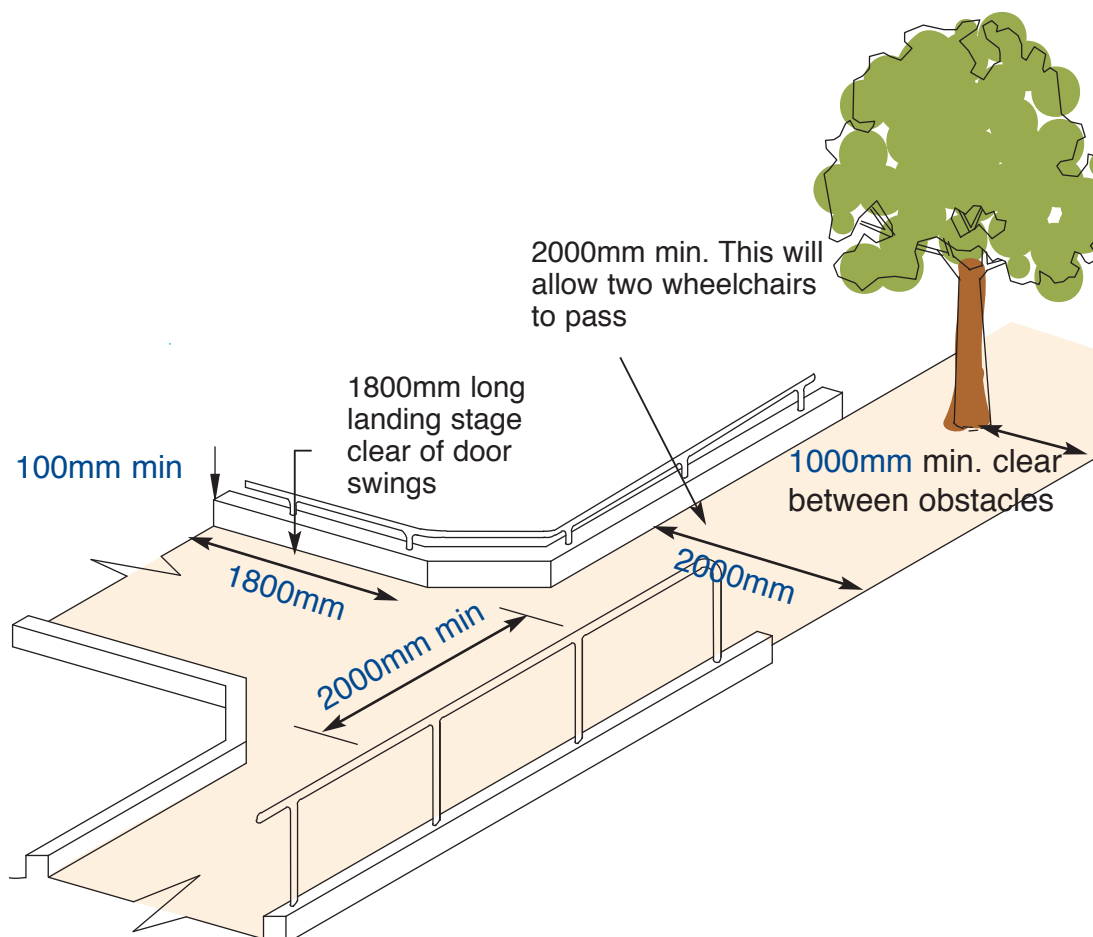 2000mm min. This will
allow two wheelchairs
to pass
1800mm long
landing stage
clear of door
swings
100mm min
1000mm min. clear
between obstacles
1800mm
2000mm
2000mm min